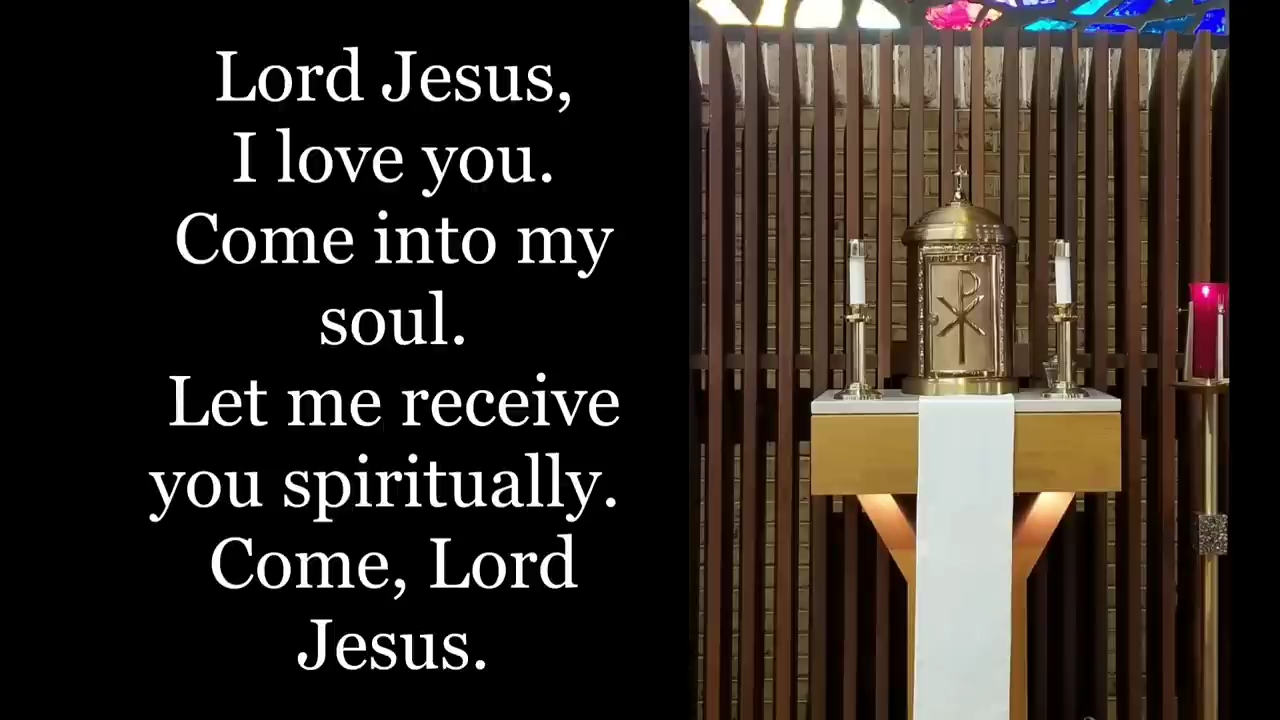 Lord Jesus,
I love you.
Come into my
soul.
Let me receive
you spiritually.
Come, Lord
Jesus.